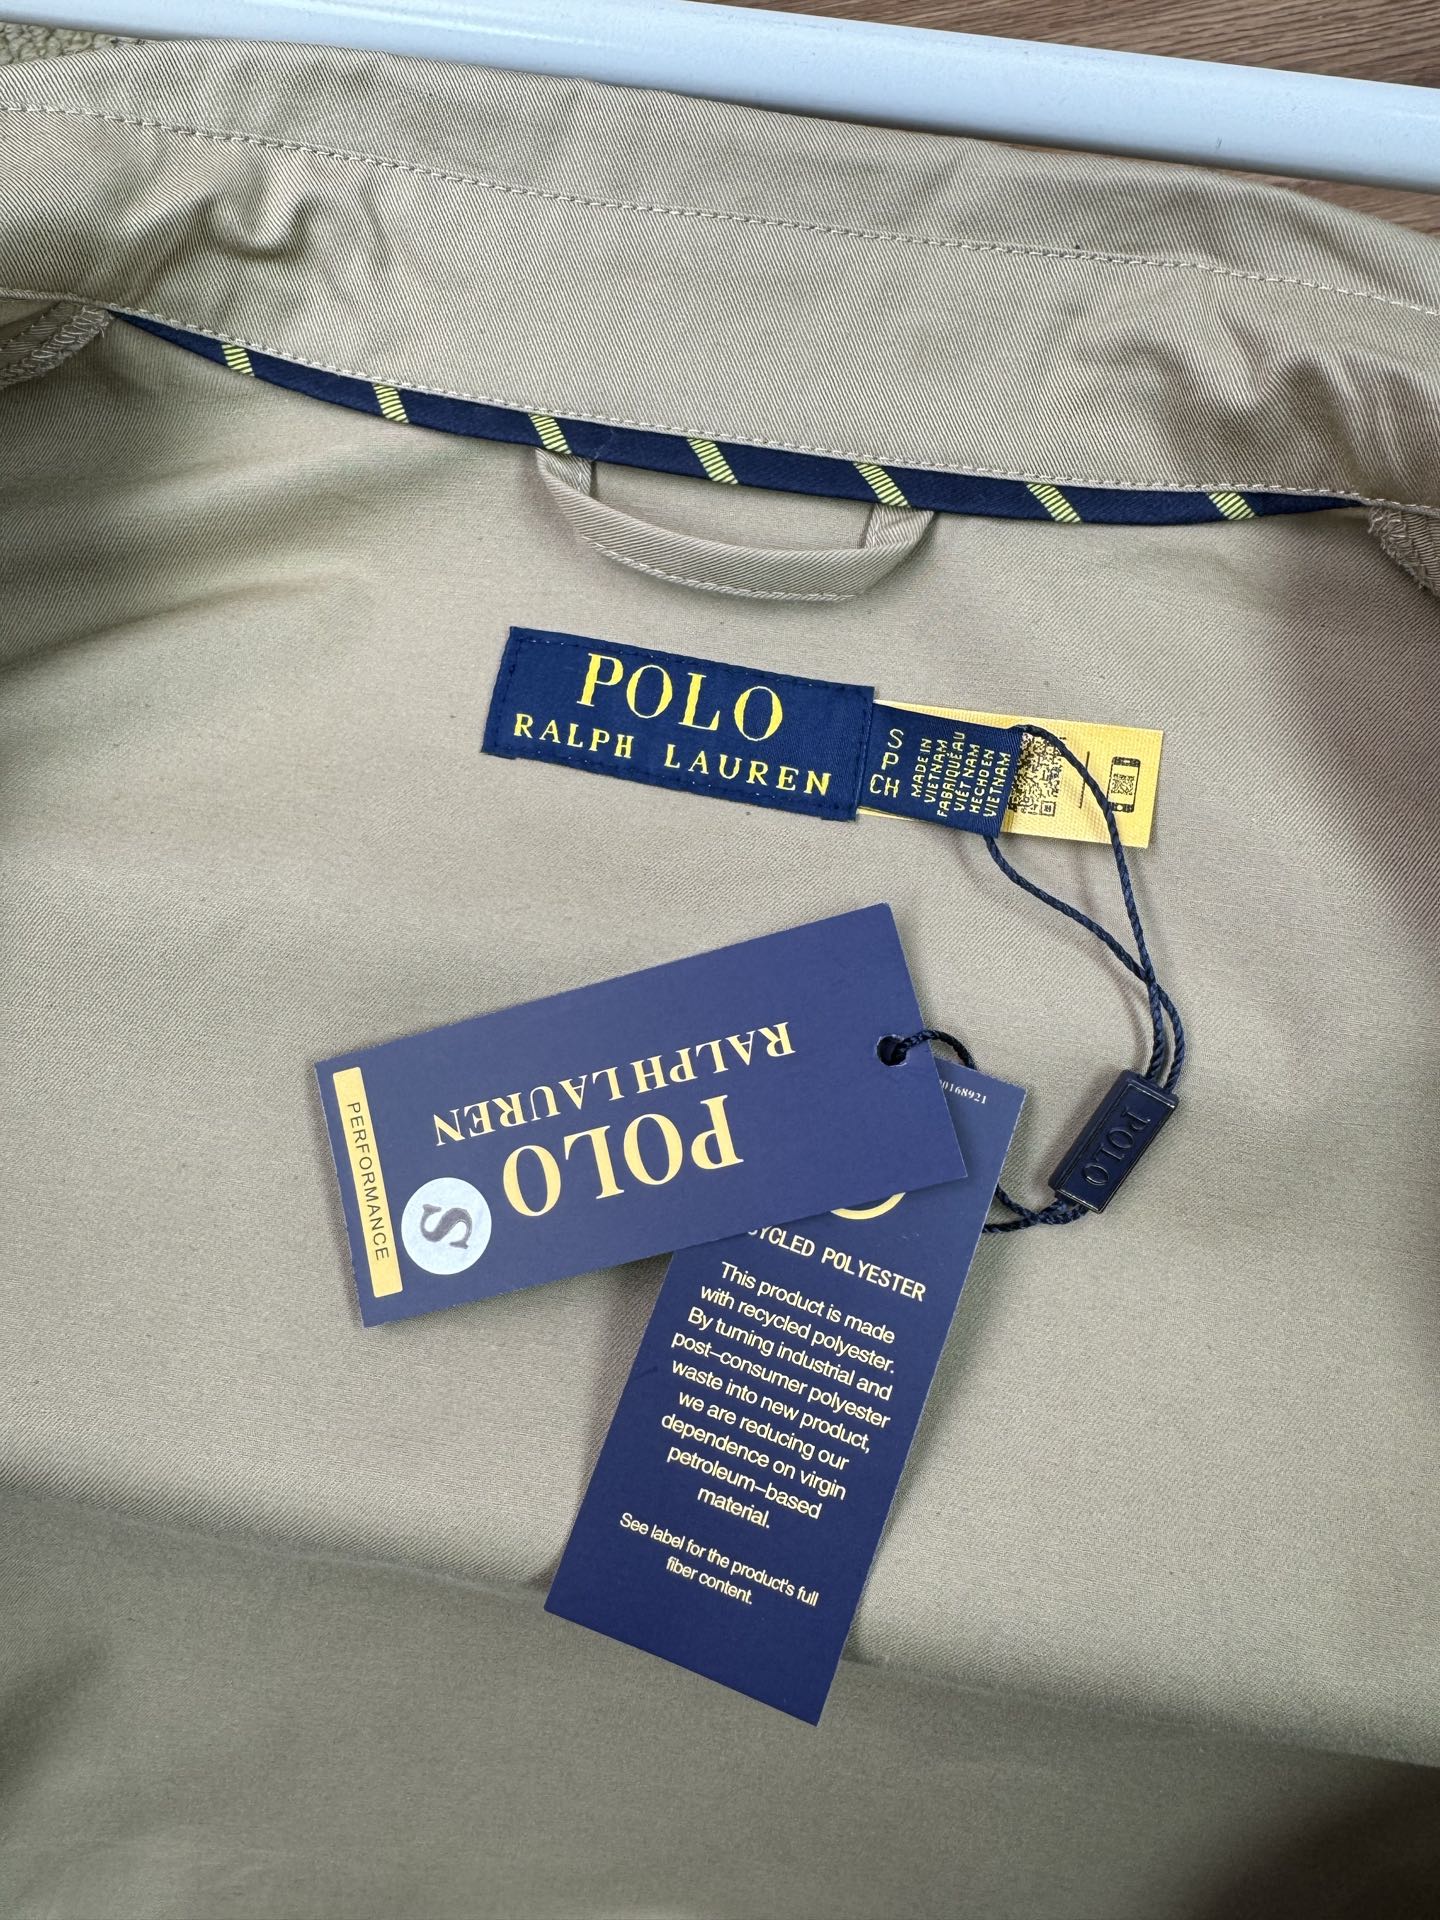 POLO
RALPH LAUREN
S
P
CH
MADE IN
VIETNAM
FABRIQUÉ AU
VIÊT NAM
HECHO EN
VIETNAM
POLO
RALPH LAUREN
PERFORMANCE
S
POLO
POLYESTER
This product is made
with recycled polyester.
By turning industrial and
post–consumer polyester
waste into new product,
we are reducing our
dependence on virgin
petroleum–based
material.
See label for the product's full
fiber content.